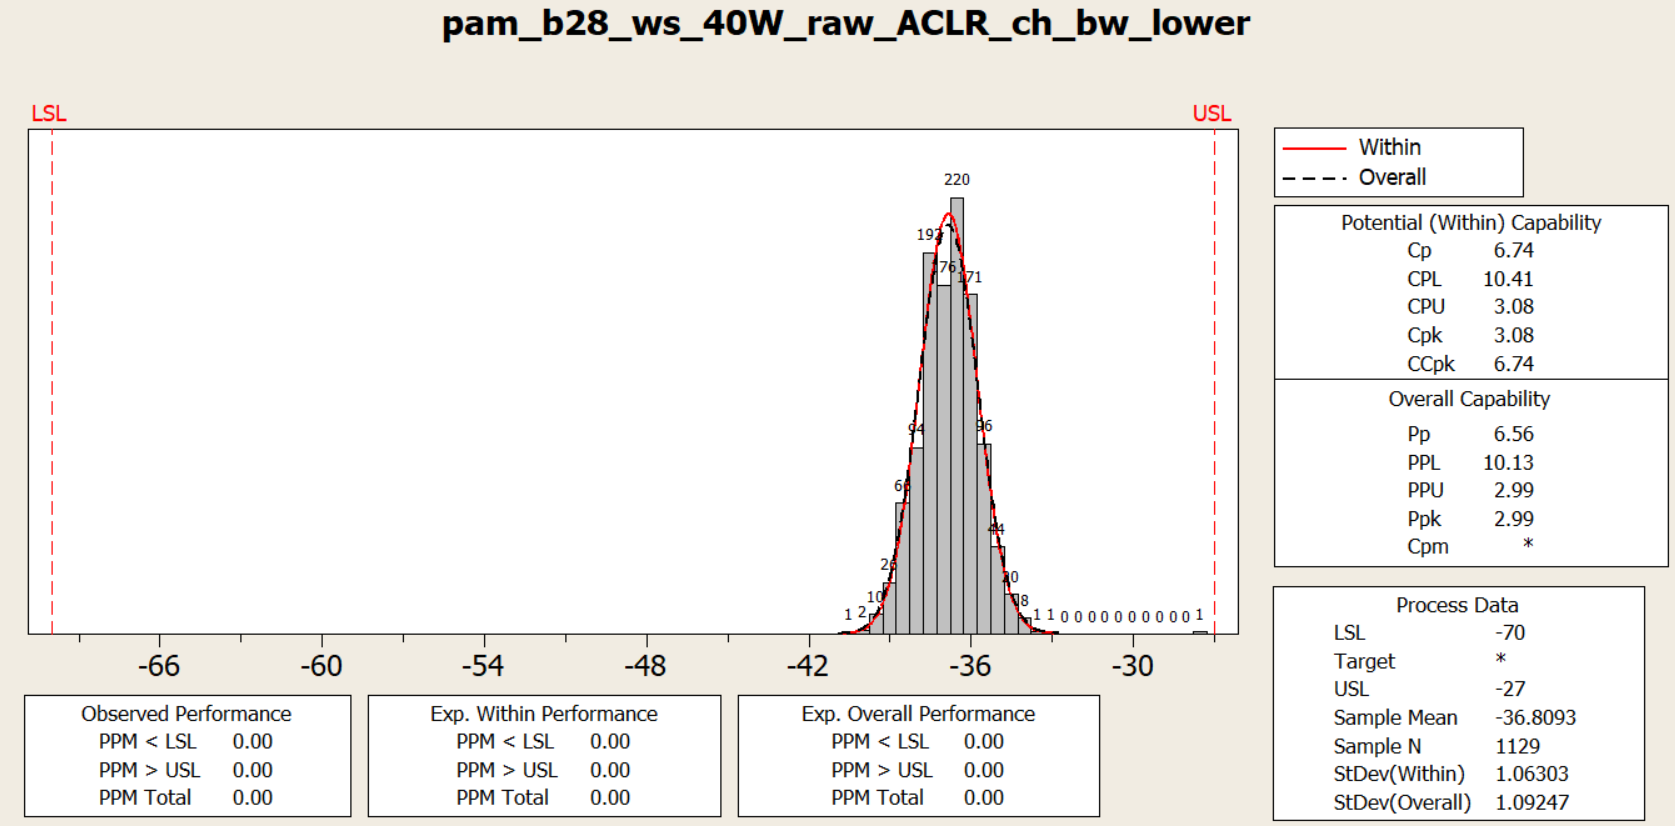 pam_b28_ws_40W_raw_ACLR_ch_bw_lower
LSL
USL
220
192
76
171
94
96
66
44
26
20
10
8
1 2
1 1 0 0 0 0 0 0 0 0 0 0 1
-66 -60 -54 -48 -42 -36 -30
Within
Overall
Potential (Within) Capability
Cp 6.74
CPL 10.41
CPU 3.08
Cpk 3.08
CCpk 6.74
Overall Capability
Pp 6.56
PPL 10.13
PPU 2.99
Ppk 2.99
Cpm *
Process Data
LSL -70
Target *
USL -27
Sample Mean -36.8093
Sample N 1129
StDev(Within) 1.06303
StDev(Overall) 1.09247
Observed Performance
PPM < LSL 0.00
PPM > USL 0.00
PPM Total 0.00
Exp. Within Performance
PPM < LSL 0.00
PPM > USL 0.00
PPM Total 0.00
Exp. Overall Performance
PPM < LSL 0.00
PPM > USL 0.00
PPM Total 0.00